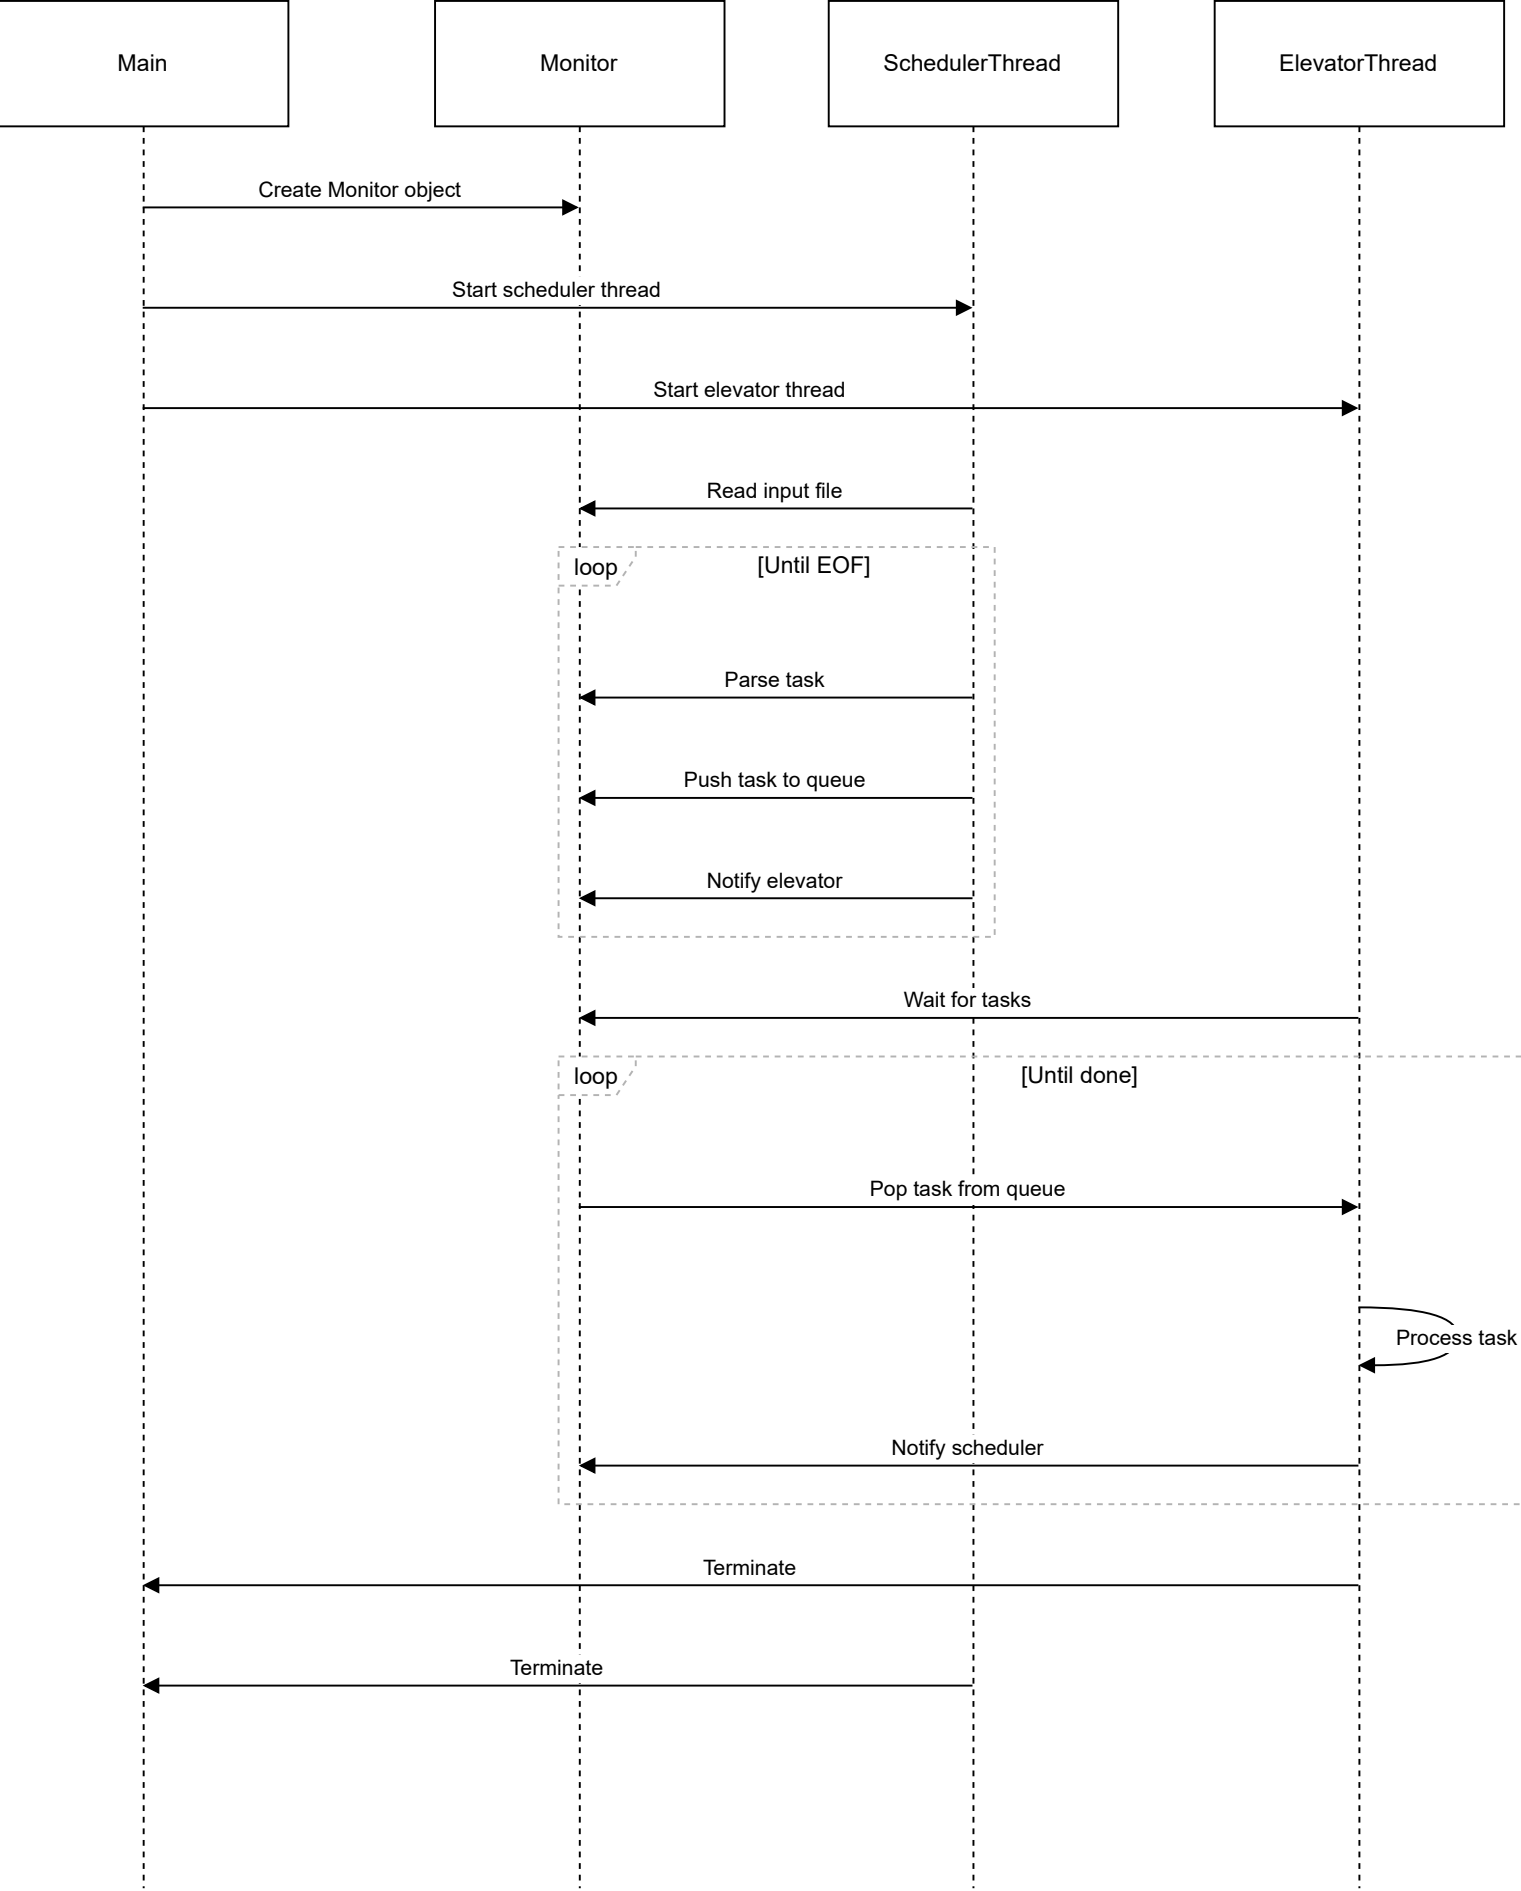 Main
Monitor
SchedulerThread
ElevatorThread
Create Monitor object
Start scheduler thread
Start elevator thread
Read input file
loop
[Until EOF]
Parse task
Push task to queue
Notify elevator
Wait for tasks
loop
[Until done]
Pop task from queue
Process task
Notify scheduler
Terminate
Terminate